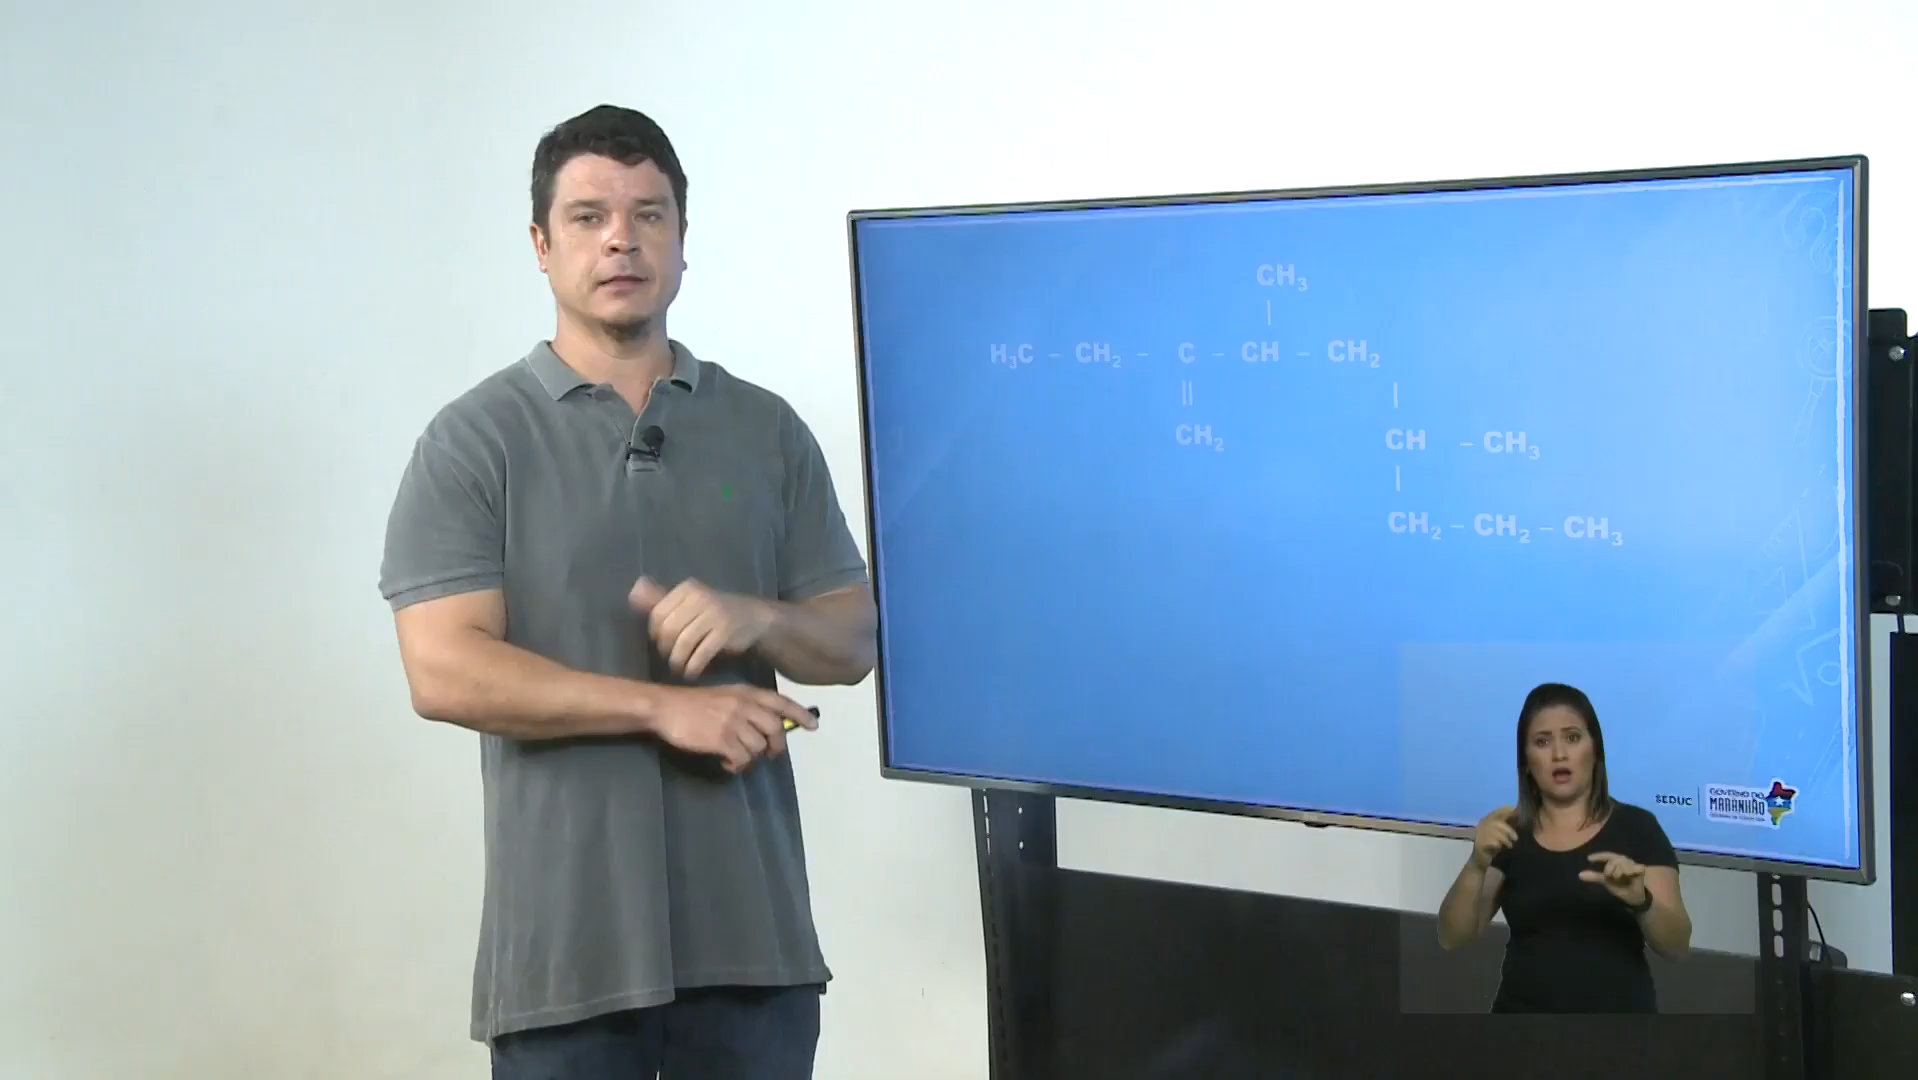 CH₃
H₃C – CH₂ – C – CH – CH₂
CH₂
CH – CH₃
CH₂ – CH₂ – CH₃
SEDUC
GOVERNO DO
MARANHÃO